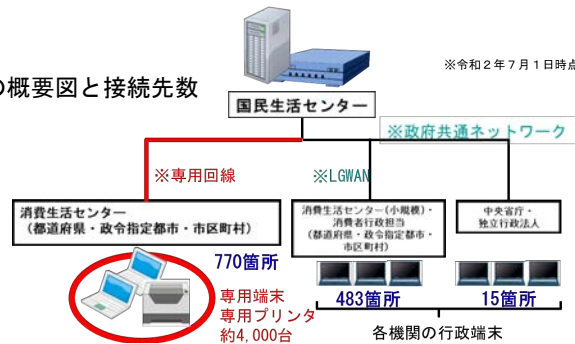 の概要図と接続先数
※令和２年７月１日時点
国民生活センター
※政府共通ネットワーク
※専用回線
※LGWAN
消費生活センター
（都道府県・政令指定都市・市区町村）
消費生活センター(小規模)・
消費者行政担当
（都道府県・政令指定都市・
市区町村）
中央省庁・
独立行政法人
770箇所
483箇所
15箇所
専用端末
専用プリンタ
約4,000台
各機関の行政端末